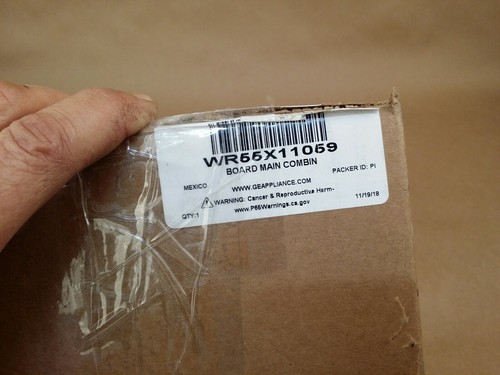 WR55X11059
BOARD MAIN COMBIN
MEXICO
WWW.GEAPPLIANCE.COM
PACKER ID: PI
WARNING: Cancer & Reproductive Harm-
www.P65Warnings.ca.gov
11/19/18
QTY:1